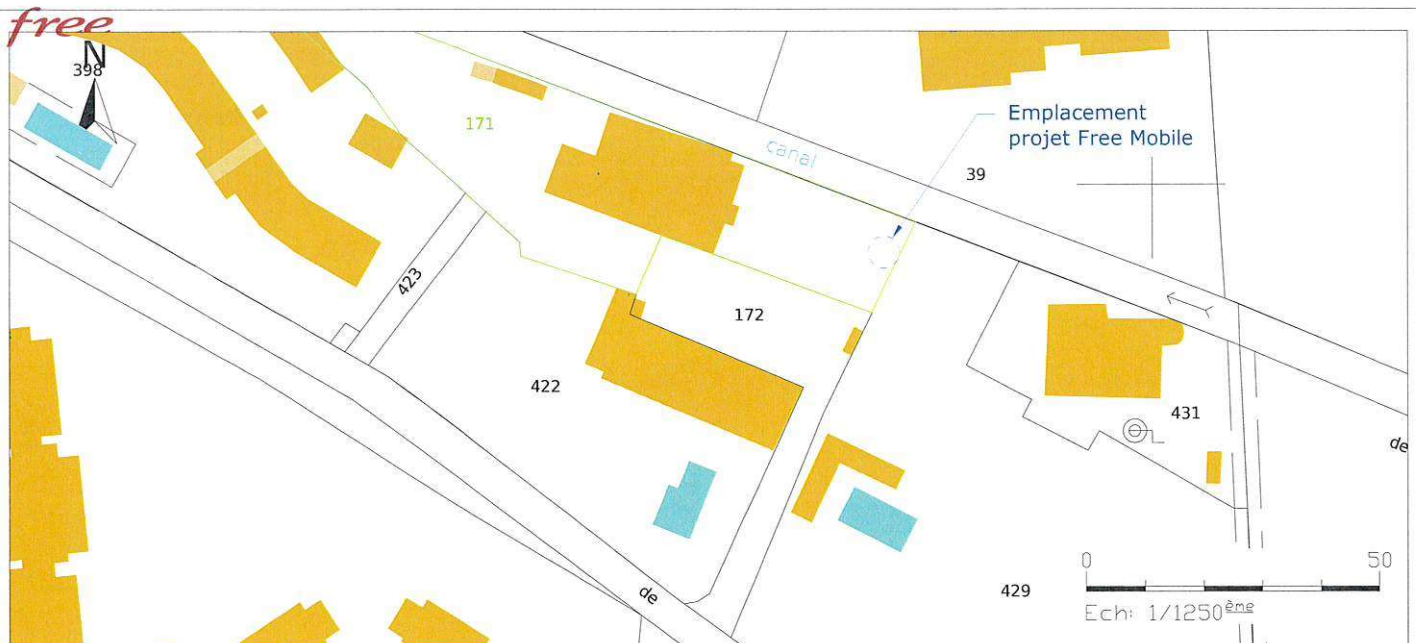 free
N
398
171
canal
Emplacement
projet Free Mobile
39
423
172
422
431
de
de
429
0 50
Ech: 1/1250ème